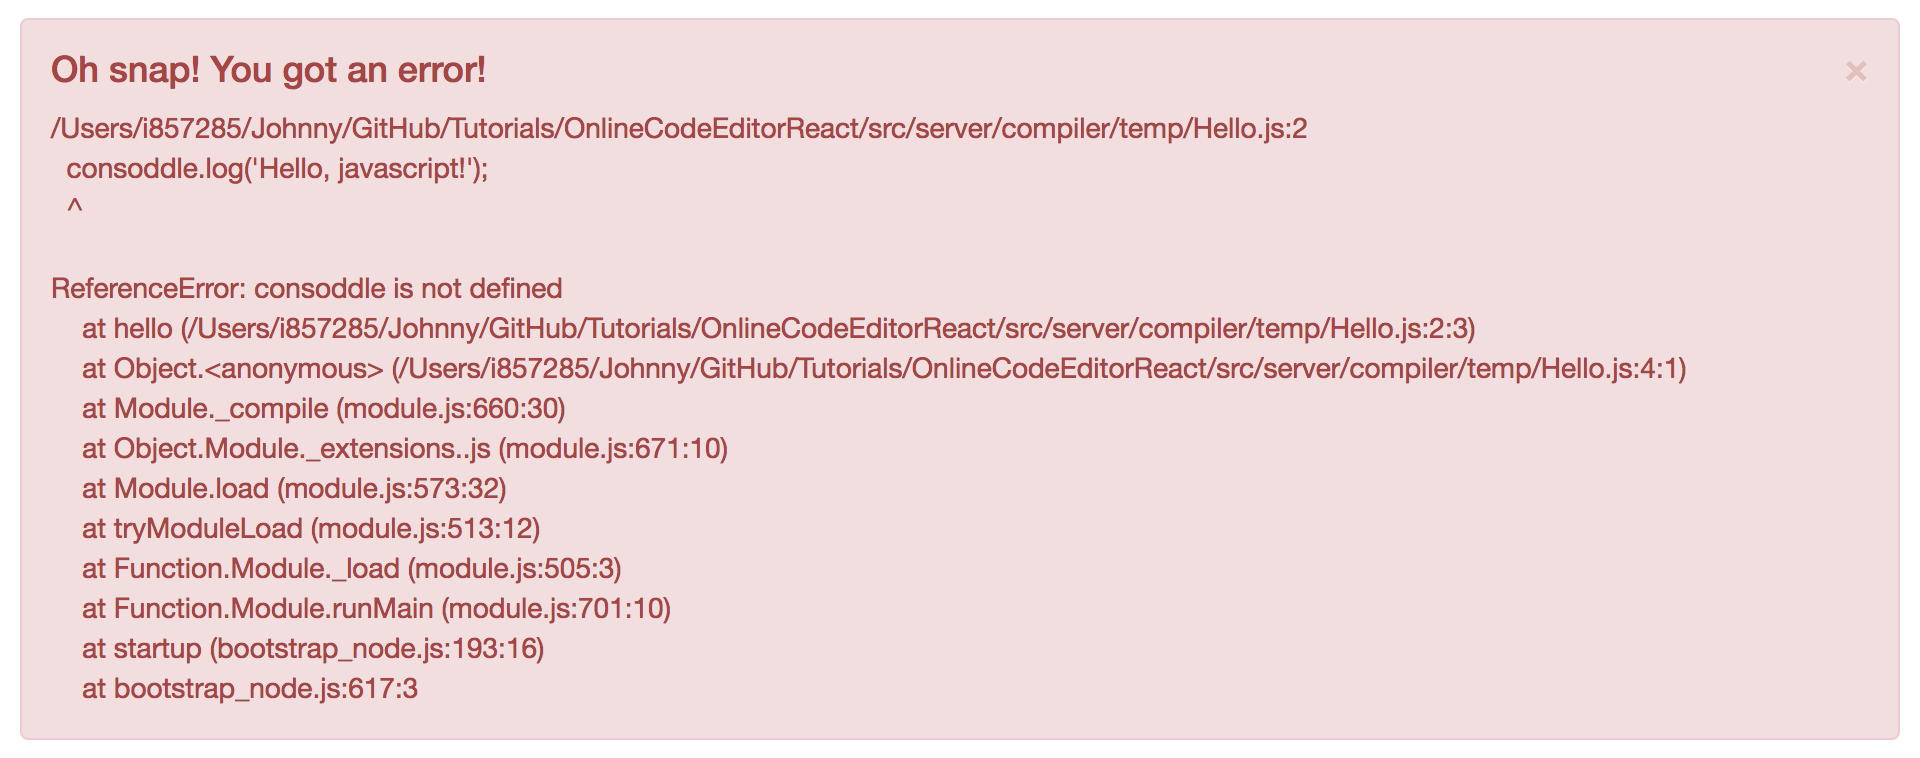 Oh snap! You got an error!
×
/Users/i857285/Johnny/GitHub/Tutorials/OnlineCodeEditorReact/src/server/compiler/temp/Hello.js:2
  consoddle.log('Hello, javascript!');
  ^
ReferenceError: consoddle is not defined
    at hello (/Users/i857285/Johnny/GitHub/Tutorials/OnlineCodeEditorReact/src/server/compiler/temp/Hello.js:2:3)
    at Object.<anonymous> (/Users/i857285/Johnny/GitHub/Tutorials/OnlineCodeEditorReact/src/server/compiler/temp/Hello.js:4:1)
    at Module._compile (module.js:660:30)
    at Object.Module._extensions..js (module.js:671:10)
    at Module.load (module.js:573:32)
    at tryModuleLoad (module.js:513:12)
    at Function.Module._load (module.js:505:3)
    at Function.Module.runMain (module.js:701:10)
    at startup (bootstrap_node.js:193:16)
    at bootstrap_node.js:617:3